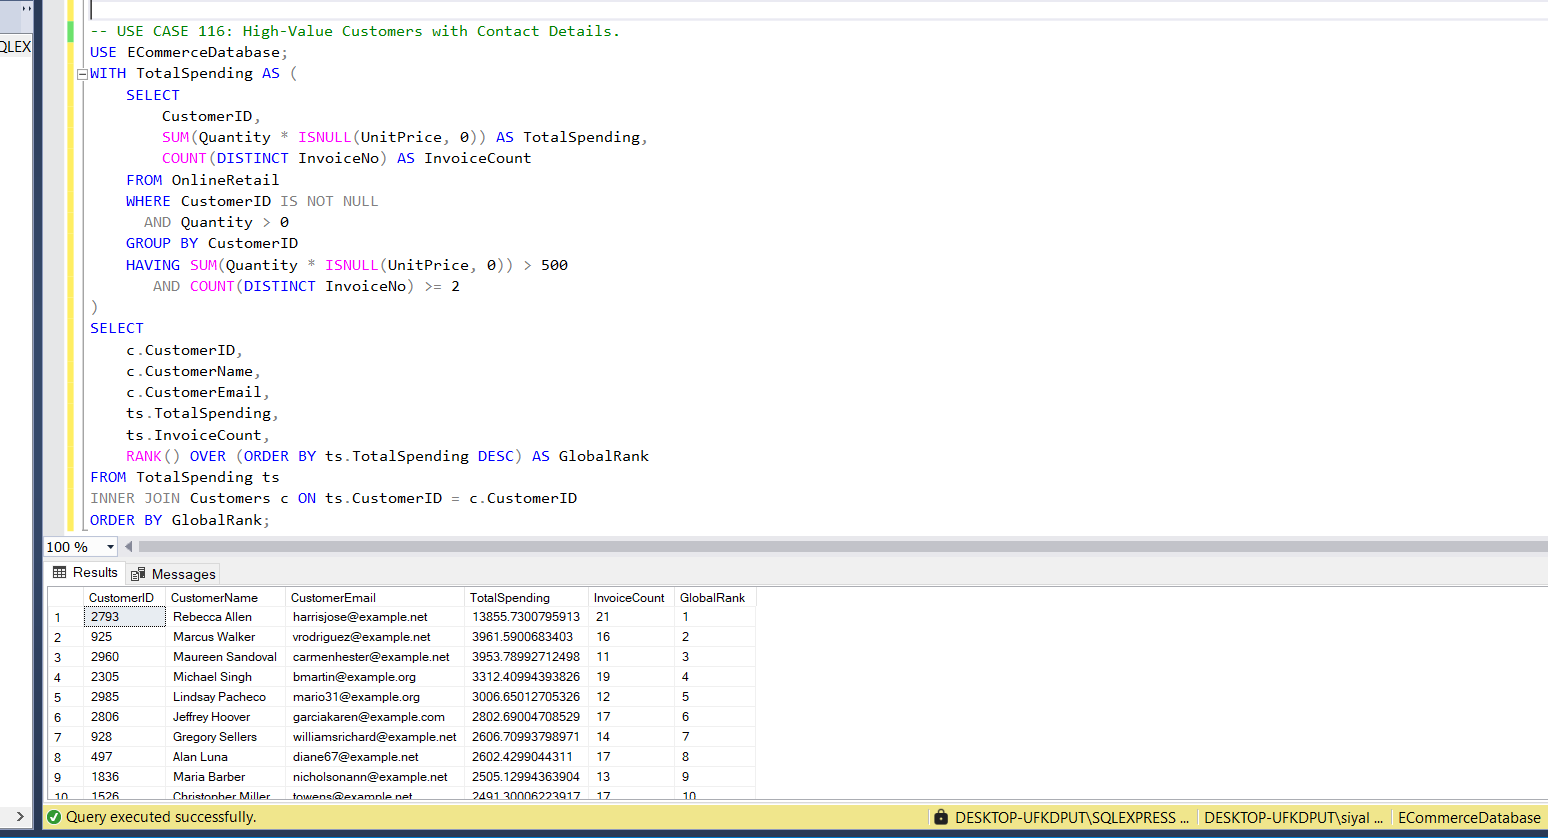 QLEX
-- USE CASE 116: High-Value Customers with Contact Details.
USE ECommerceDatabase;
WITH TotalSpending AS (
SELECT
CustomerID,
SUM(Quantity * ISNULL(UnitPrice, 0)) AS TotalSpending,
COUNT(DISTINCT InvoiceNo) AS InvoiceCount
FROM OnlineRetail
WHERE CustomerID IS NOT NULL
AND Quantity > 0
GROUP BY CustomerID
HAVING SUM(Quantity * ISNULL(UnitPrice, 0)) > 500
AND COUNT(DISTINCT InvoiceNo) >= 2
)
SELECT
c.CustomerID,
c.CustomerName,
c.CustomerEmail,
ts.TotalSpending,
ts.InvoiceCount,
RANK() OVER (ORDER BY ts.TotalSpending DESC) AS GlobalRank
FROM TotalSpending ts
INNER JOIN Customers c ON ts.CustomerID = c.CustomerID
ORDER BY GlobalRank;
100 %
Results Messages
CustomerID CustomerName CustomerEmail TotalSpending InvoiceCount GlobalRank
1 2793 Rebecca Allen harrisjose@example.net 13855.7300795913 21 1
2 925 Marcus Walker vrodriguez@example.net 3961.5900683403 16 2
3 2960 Maureen Sandoval carmenhester@example.net 3953.78992712498 11 3
4 2305 Michael Singh bmartin@example.org 3312.40994393826 19 4
5 2985 Lindsay Pacheco mario31@example.org 3006.65012705326 12 5
6 2806 Jeffrey Hoover garciakaren@example.com 2802.69004708529 17 6
7 928 Gregory Sellers williamsrichard@example.net 2606.70993798971 14 7
8 497 Alan Luna diane67@example.net 2602.4299044311 17 8
9 1836 Maria Barber nicholsonann@example.net 2505.12994363904 13 9
10 1526 Christopher Miller towens@example.net 2491.30006223917 17 10
Query executed successfully. DESKTOP-UFKDPUT\SQLEXPRESS ... DESKTOP-UFKDPUT\siyal ... ECommerceDatabase